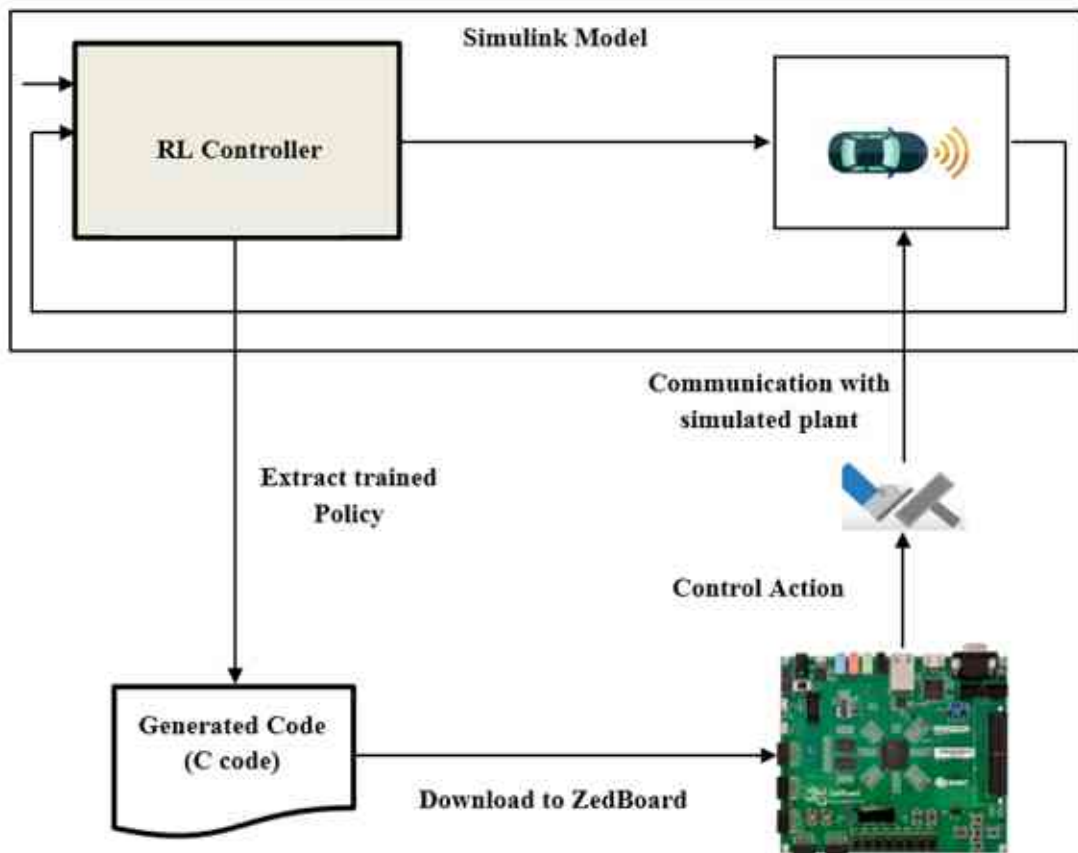 Simulink Model
RL Controller
Communication with
simulated plant
Extract trained
Policy
Control Action
Generated Code
(C code)
Download to ZedBoard